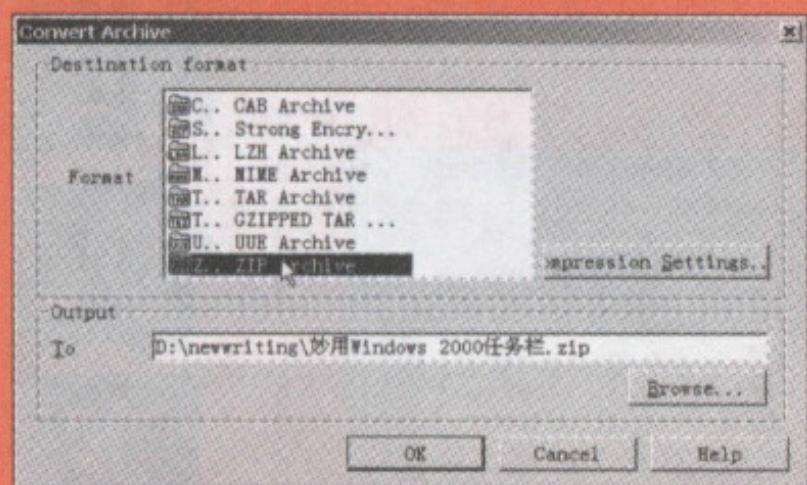 Convert Archive
Destination format
C.. CAB Archive
S.. Strong Encry...
L.. LZH Archive
Format
M.. MIME Archive
T.. TAR Archive
T.. GZIPPED TAR ...
U.. UUE Archive
Z.. ZIP Archive
ompression Settings..
Output
To
D:\newwriting\妙用Windows 2000任务栏.zip
Browse...
OK
Cancel
Help